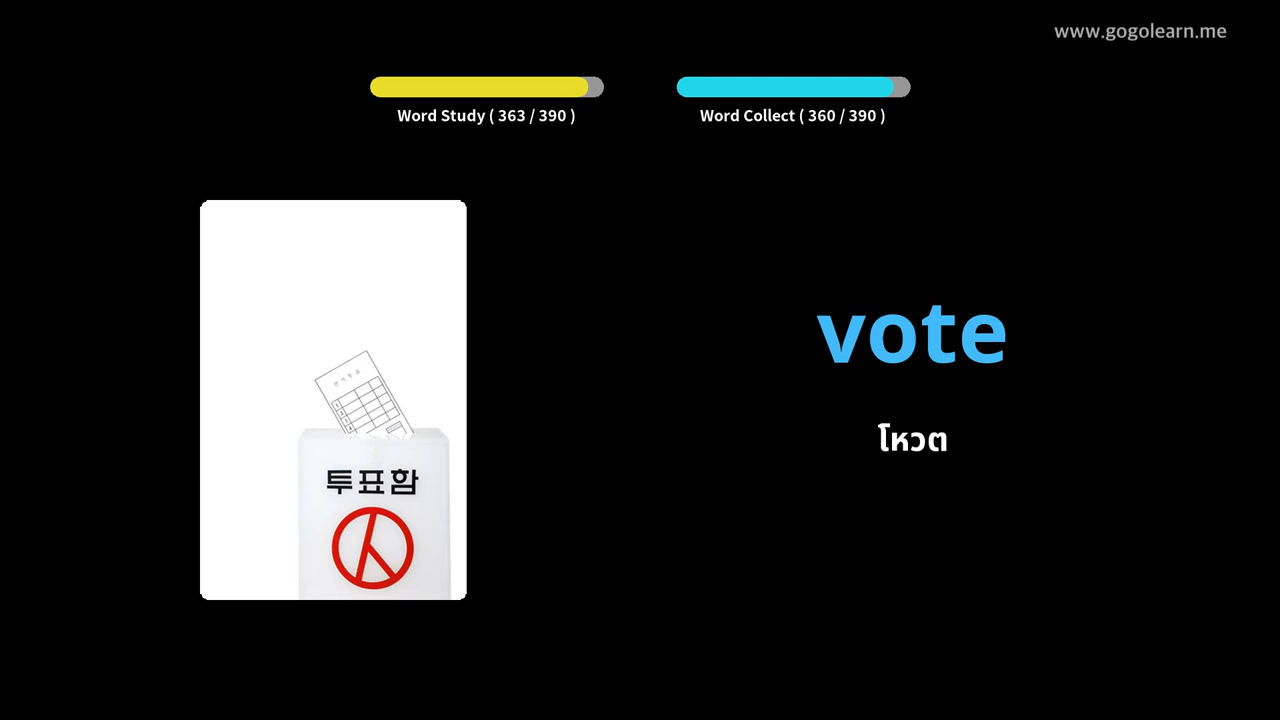 www.gogolearn.me
Word Study ( 363 / 390 )
Word Collect ( 360 / 390 )
vote
โหวต
투표함